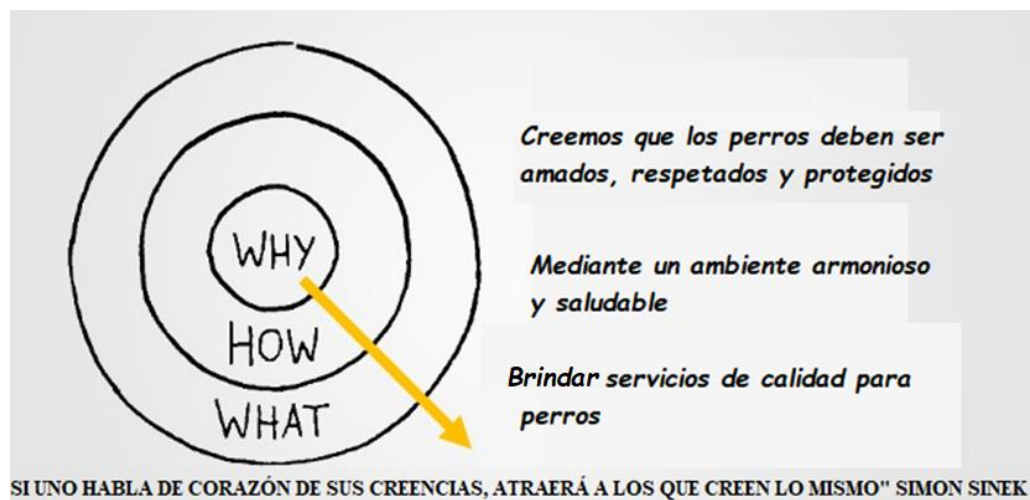 WHY
HOW
WHAT
Creemos que los perros deben ser
amados, respetados y protegidos
Mediante un ambiente armonioso
y saludable
Brindar servicios de calidad para
perros
SI UNO HABLA DE CORAZÓN DE SUS CREENCIAS, ATRAERÁ A LOS QUE CREEN LO MISMO" SIMON SINEK